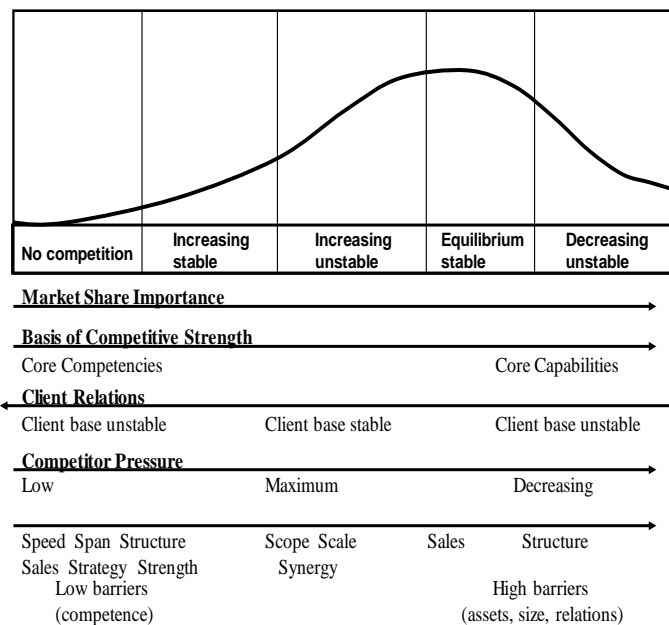 No competition
Increasing
stable
Increasing
unstable
Equilibrium
stable
Decreasing
unstable
Market Share Importance
Basis of Competitive Strength
Core Competencies Core Capabilities
Client Relations
Client base unstable Client base stable Client base unstable
Competitor Pressure
Low Maximum Decreasing
Speed Span Structure Scope Scale Sales Structure
Sales Strategy Strength Synergy
Low barriers High barriers
(competence) (assets, size, relations)